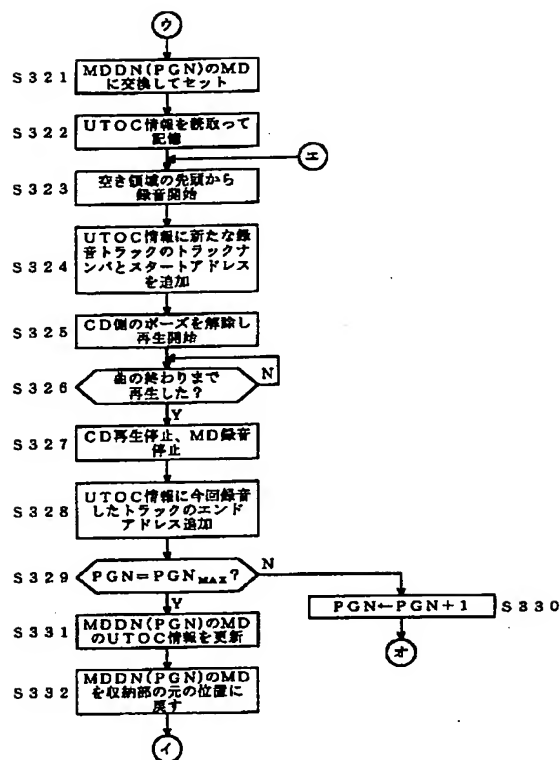 ウ
S321
MDDN(PGN)のMD
に交換してセット
S322
UTOC情報を読取って
記憶
エ
S323
空き領域の先頭から
録音開始
S324
UTOC情報に新たな録
音トラックのトラックナ
ンバとスタートアドレス
を追加
S325
CD側のポーズを解除し
再生開始
S326
曲の終わりまで
再生した?
N
Y
S327
CD再生停止、MD録音
停止
S328
UTOC情報に今回録音
したトラックのエンド
アドレス追加
S329
PGN=PGNMAX?
N
Y
PGN←PGN+1
S330
オ
S331
MDDN(PGN)のMD
のUTOC情報を更新
S332
MDDN(PGN)のMD
を収納部の元の位置に
戻す
イ